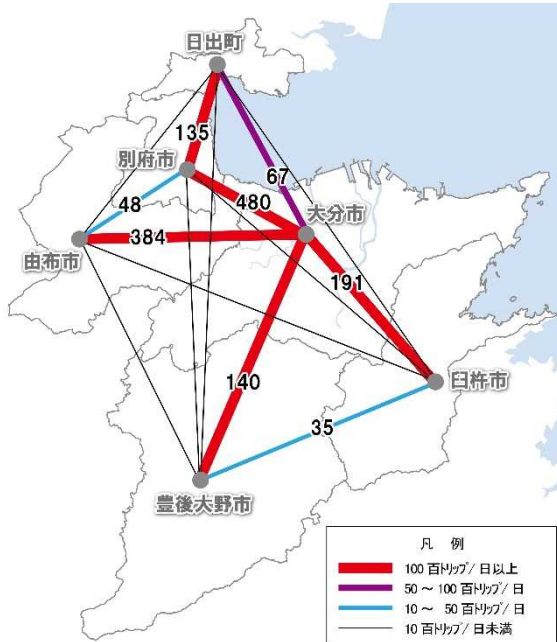 日出町
135
別府市
67
48
480
大分市
384
由布市
191
臼杵市
140
35
豊後大野市
凡 例
100 百トリップ/日以上
50 ～ 100 百トリップ/日
10 ～ 50 百トリップ/日
10 百トリップ/日未満